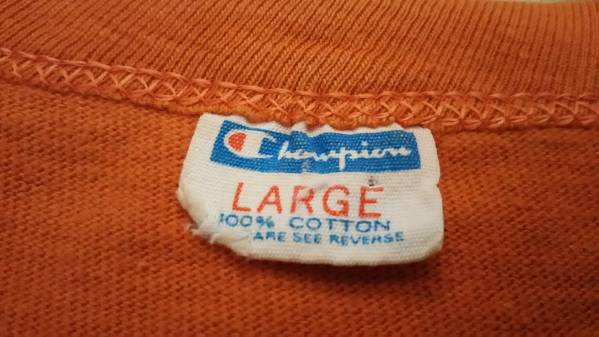 Champion
LARGE
100% COTTON
ARE SEE REVERSE